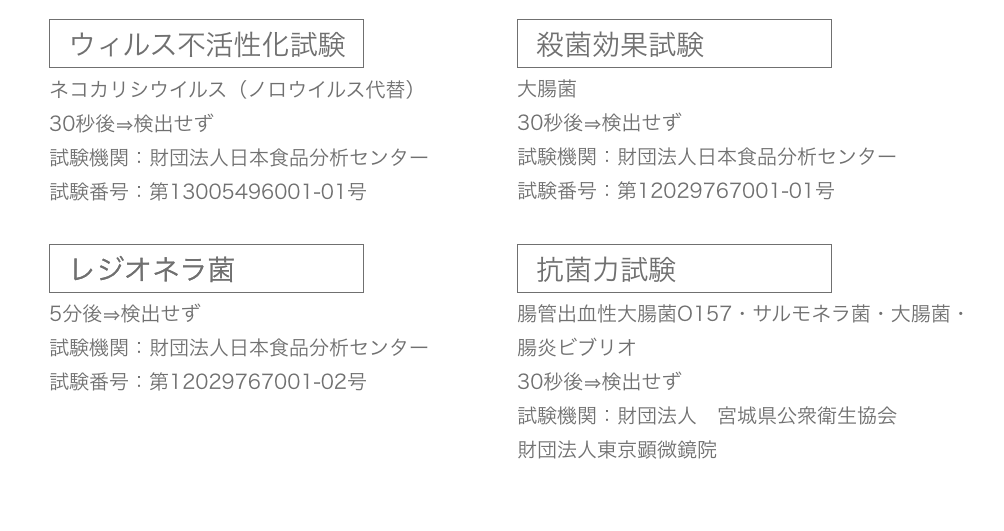 ウィルス不活性化試験
ネコカリシウイルス（ノロウイルス代替）
30秒後⇒検出せず
試験機関：財団法人日本食品分析センター
試験番号：第13005496001-01号
殺菌効果試験
大腸菌
30秒後⇒検出せず
試験機関：財団法人日本食品分析センター
試験番号：第12029767001-01号
レジオネラ菌
5分後⇒検出せず
試験機関：財団法人日本食品分析センター
試験番号：第12029767001-02号
抗菌力試験
腸管出血性大腸菌O157・サルモネラ菌・大腸菌・
腸炎ビブリオ
30秒後⇒検出せず
試験機関：財団法人　宮城県公衆衛生協会
財団法人東京顕微鏡院